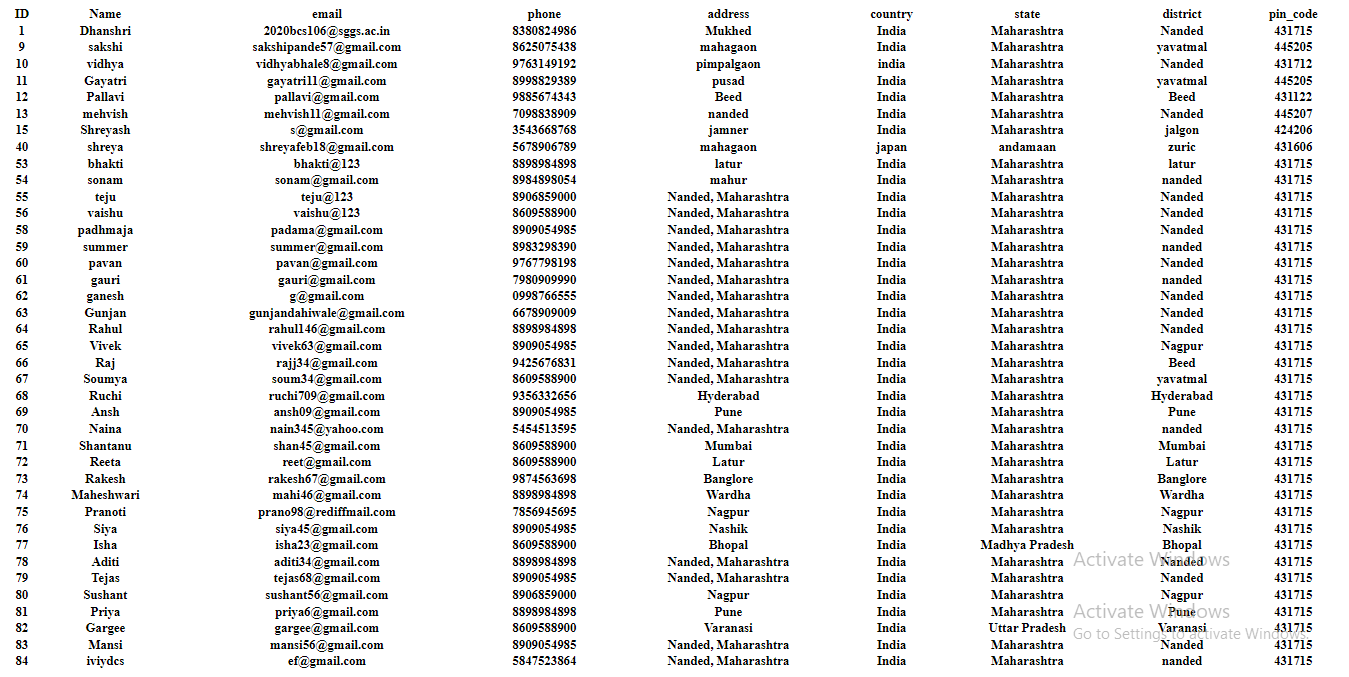 ID Name email phone address country state district pin_code
1 Dhanshri 2020bcs106@sggs.ac.in 8380824986 Mukhed India Maharashtra Nanded 431715
9 sakshi sakshipande57@gmail.com 8625075438 mahagaon India Maharashtra yavatmal 445205
10 vidhya vidhyabhale8@gmail.com 9763149192 pimpalgaon india Maharashtra Nanded 431712
11 Gayatri gayatri11@gmail.com 8998829389 pusad India Maharashtra yavatmal 445205
12 Pallavi pallavi@gmail.com 9885674343 Beed India Maharashtra Beed 431122
13 mehvish mehvish11@gmail.com 7098838909 nanded India Maharashtra Nanded 445207
15 Shreyash s@gmail.com 3543668768 jamner India Maharashtra jalgon 424206
40 shreya shreyafeb18@gmail.com 5678906789 mahagaon japan andamaan zuric 431606
53 bhakti bhakti@123 8898984898 latur India Maharashtra latur 431715
54 sonam sonam@gmail.com 8984898054 mahur India Maharashtra nanded 431715
55 teju teju@123 8906859000 Nanded, Maharashtra India Maharashtra Nanded 431715
56 vaishu vaishu@123 8609588900 Nanded, Maharashtra India Maharashtra Nanded 431715
58 padhmaja padama@gmail.com 8909054985 Nanded, Maharashtra India Maharashtra Nanded 431715
59 summer summer@gmail.com 8983298390 Nanded, Maharashtra India Maharashtra nanded 431715
60 pavan pavan@gmail.com 9767798198 Nanded, Maharashtra India Maharashtra Nanded 431715
61 gauri gauri@gmail.com 7980909990 Nanded, Maharashtra India Maharashtra nanded 431715
62 ganesh g@gmail.com 0998766555 Nanded, Maharashtra India Maharashtra Nanded 431715
63 Gunjan gunjandahiwale@gmail.com 6678909009 Nanded, Maharashtra India Maharashtra Nanded 431715
64 Rahul rahul146@gmail.com 8898984898 Nanded, Maharashtra India Maharashtra Nanded 431715
65 Vivek vivek63@gmail.com 8909054985 Nanded, Maharashtra India Maharashtra Nagpur 431715
66 Raj rajj34@gmail.com 9425676831 Nanded, Maharashtra India Maharashtra Beed 431715
67 Soumya soum34@gmail.com 8609588900 Nanded, Maharashtra India Maharashtra yavatmal 431715
68 Ruchi ruchi709@gmail.com 9356332656 Hyderabad India Maharashtra Hyderabad 431715
69 Ansh ansh09@gmail.com 8909054985 Pune India Maharashtra Pune 431715
70 Naina nain345@yahoo.com 5454513595 Nanded, Maharashtra India Maharashtra nanded 431715
71 Shantanu shan45@gmail.com 8609588900 Mumbai India Maharashtra Mumbai 431715
72 Reeta reet@gmail.com 8609588900 Latur India Maharashtra Latur 431715
73 Rakesh rakesh67@gmail.com 9874563698 Banglore India Maharashtra Banglore 431715
74 Maheshwari mahi46@gmail.com 8898984898 Wardha India Maharashtra Wardha 431715
75 Pranoti prano98@rediffmail.com 7856945695 Nagpur India Maharashtra Nagpur 431715
76 Siya siya45@gmail.com 8909054985 Nashik India Maharashtra Nashik 431715
77 Isha isha23@gmail.com 8609588900 Bhopal India Madhya Pradesh Bhopal 431715
78 Aditi aditi34@gmail.com 8898984898 Nanded, Maharashtra India Maharashtra Nanded 431715
Activate Windows
79 Tejas tejas68@gmail.com 8909054985 Nanded, Maharashtra India Maharashtra Nanded 431715
80 Sushant sushant56@gmail.com 8906859000 Nagpur India Maharashtra Nagpur 431715
81 Priya priya6@gmail.com 8898984898 Pune India Maharashtra Pune 431715
Activate Windows
82 Gargee gargee@gmail.com 8609588900 Varanasi India Uttar Pradesh Varanasi 431715
Go to Settings to activate Windows.
83 Mansi mansi56@gmail.com 8909054985 Nanded, Maharashtra India Maharashtra Nanded 431715
84 iviydcs ef@gmail.com 5847523864 Nanded, Maharashtra India Maharashtra nanded 431715